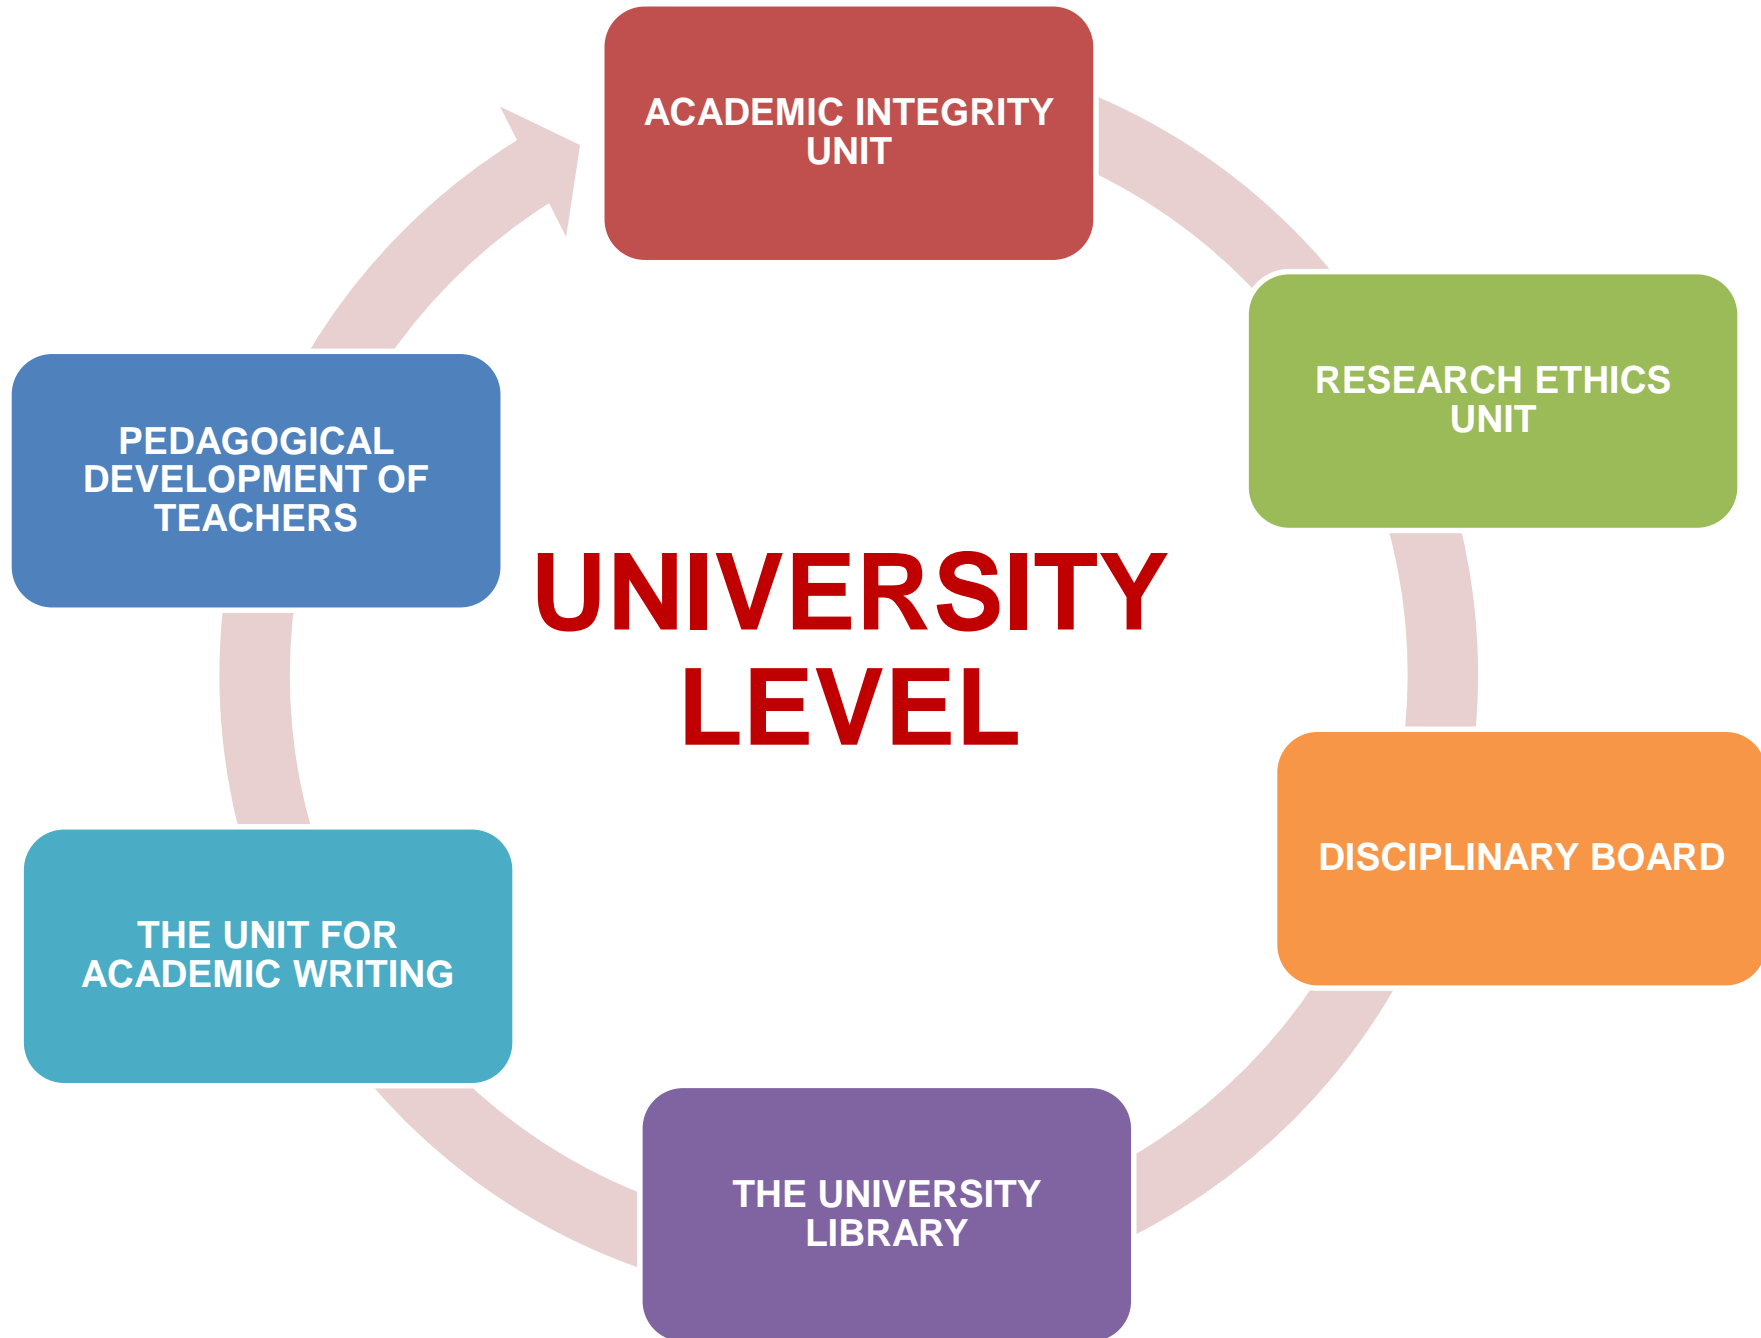 ACADEMIC INTEGRITY
UNIT
RESEARCH ETHICS
UNIT
DISCIPLINARY BOARD
THE UNIVERSITY
LIBRARY
THE UNIT FOR
ACADEMIC WRITING
PEDAGOGICAL
DEVELOPMENT OF
TEACHERS
UNIVERSITY
LEVEL